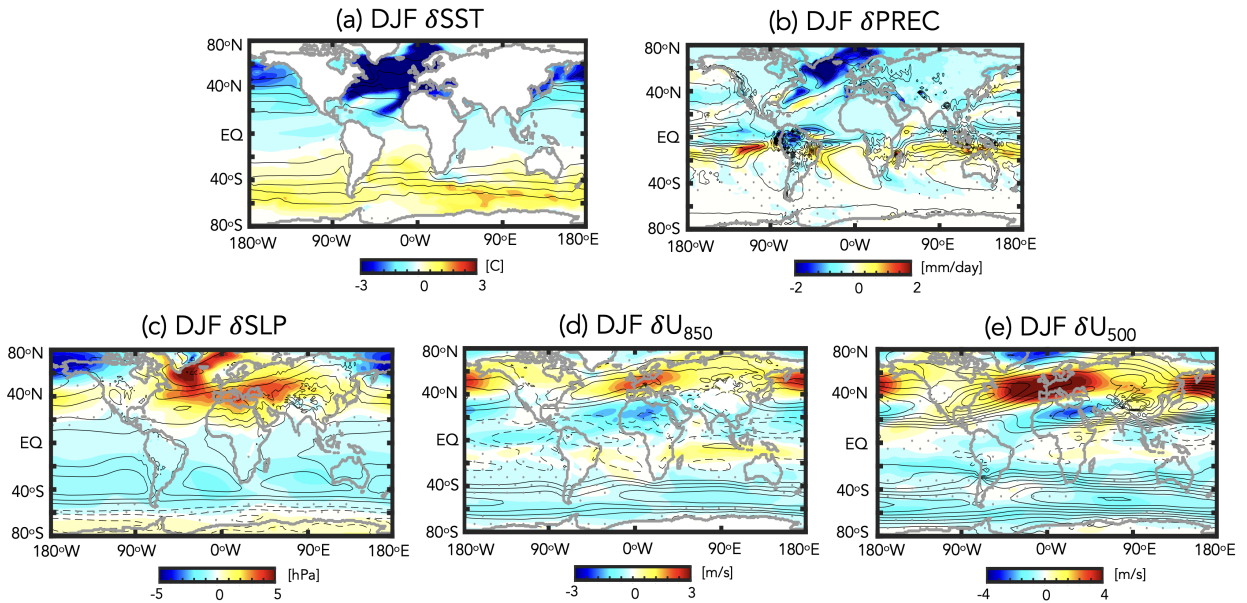 (a) DJF δSST
(b) DJF δPREC
80°N
40°N
EQ
40°S
80°S
180°W 90°W 0°W 90°E 180°E
-3 0 3 [C]
80°N
40°N
EQ
40°S
80°S
180°W 90°W 0°W 90°E 180°E
-2 0 2 [mm/day]
(c) DJF δSLP
(d) DJF δU850
(e) DJF δU500
80°N
40°N
EQ
40°S
80°S
180°W 90°W 0°W 90°E 180°E
-5 0 5 [hPa]
80°N
40°N
EQ
40°S
80°S
180°W 90°W 0°W 90°E 180°E
-3 0 3 [m/s]
80°N
40°N
EQ
40°S
80°S
180°W 90°W 0°W 90°E 180°E
-4 0 4 [m/s]